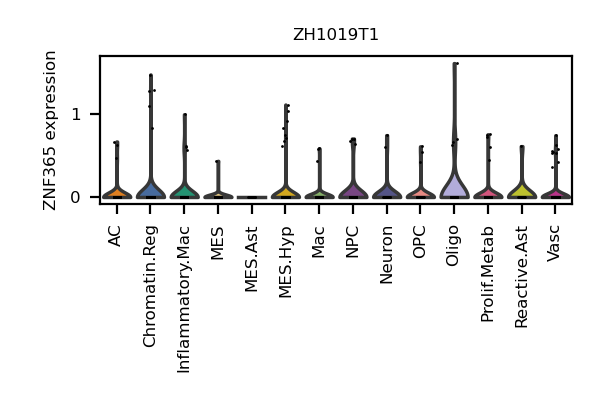 ZH1019T1
ZNF365 expression
1
0
AC
Chromatin.Reg
Inflammatory.Mac
MES
MES.Ast
MES.Hyp
Mac
NPC
Neuron
OPC
Oligo
Prolif.Metab
Reactive.Ast
Vasc